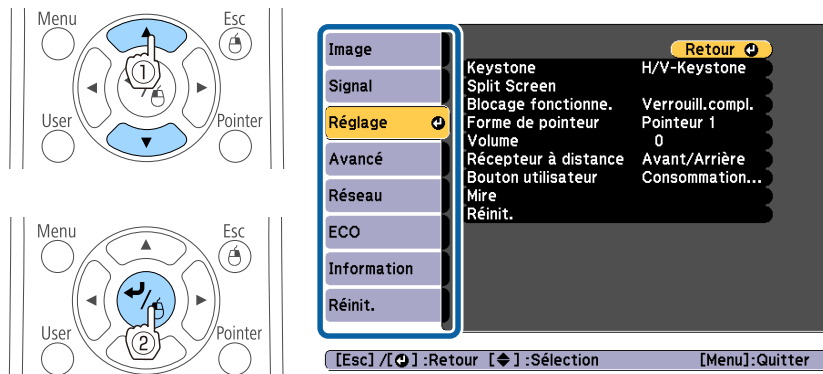 Menu
Esc
①
User
Pointer
Menu
Esc
User
②
Pointer
Image
Signal
Réglage
Avancé
Réseau
ECO
Information
Réinit.
Retour
Keystone H/V-Keystone
Split Screen
Blocage fonctionne. Verrouill.compl.
Forme de pointeur Pointeur 1
Volume 0
Récepteur à distance Avant/Arrière
Bouton utilisateur Consommation...
Mire
Réinit.
[Esc] /[ ] :Retour [ ] :Sélection [Menu]:Quitter